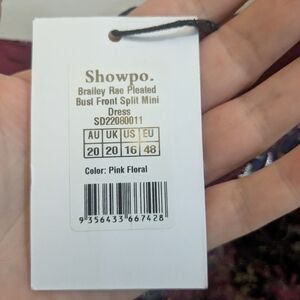 Showpo.
Brailey Rae Pleated
Bust Front Split Mini
Dress
SD22080011
AU UK US EU
20 20 16 48
Color: Pink Floral
9 356433 667428